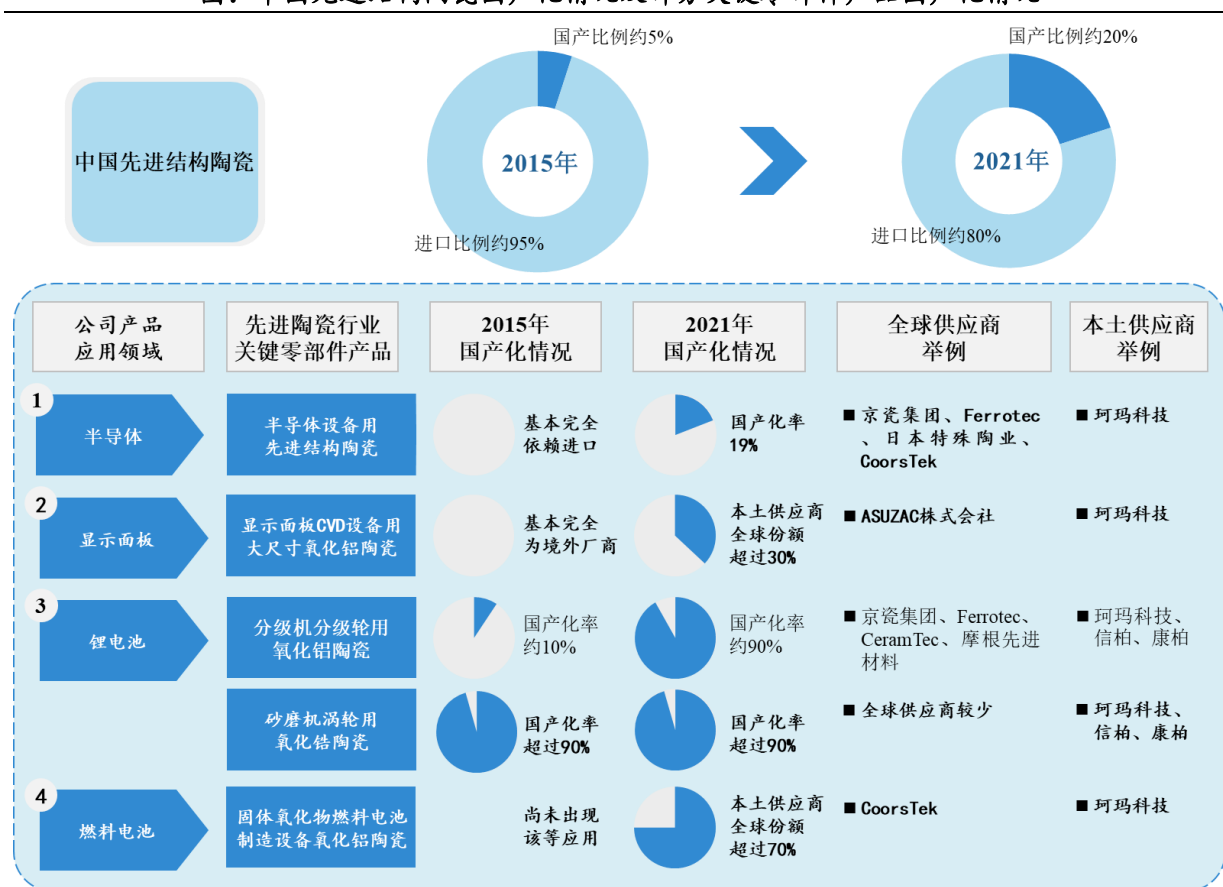 国产比例约5%
国产比例约20%
中国先进结构陶瓷
2015年
2021年
进口比例约95%
进口比例约80%
公司产品
应用领域
先进陶瓷行业
关键零部件产品
2015年
国产化情况
2021年
国产化情况
全球供应商
举例
本土供应商
举例
1
半导体
半导体设备用
先进结构陶瓷
基本完全
依赖进口
国产化率
19%
■京瓷集团、Ferrotec
、日本特殊陶业、
CoorsTek
■珂玛科技
2
显示面板
显示面板CVD设备用
大尺寸氧化铝陶瓷
基本完全
为境外厂商
本土供应商
全球份额
超过30%
■ASUZAC株式会社
■珂玛科技
3
锂电池
分级机分级轮用
氧化铝陶瓷
国产化率
约10%
国产化率
约90%
■京瓷集团、Ferrotec、
CeramTec、摩根先进
材料
■珂玛科技、
信柏、康柏
砂磨机涡轮用
氧化锆陶瓷
国产化率
超过90%
国产化率
超过90%
■全球供应商较少
■珂玛科技、
信柏、康柏
4
燃料电池
固体氧化物燃料电池
制造设备氧化铝陶瓷
尚未出现
该等应用
本土供应商
全球份额
超过70%
■CoorsTek
■珂玛科技